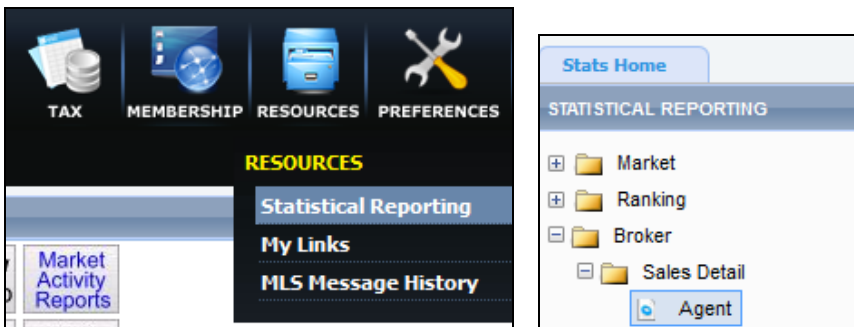 TAX MEMBERSHIP RESOURCES PREFERENCES
RESOURCES
Statistical Reporting
My Links
MLS Message History
Market
Activity
Reports
Stats Home
STATISTICAL REPORTING
Market
Ranking
Broker
Sales Detail
Agent